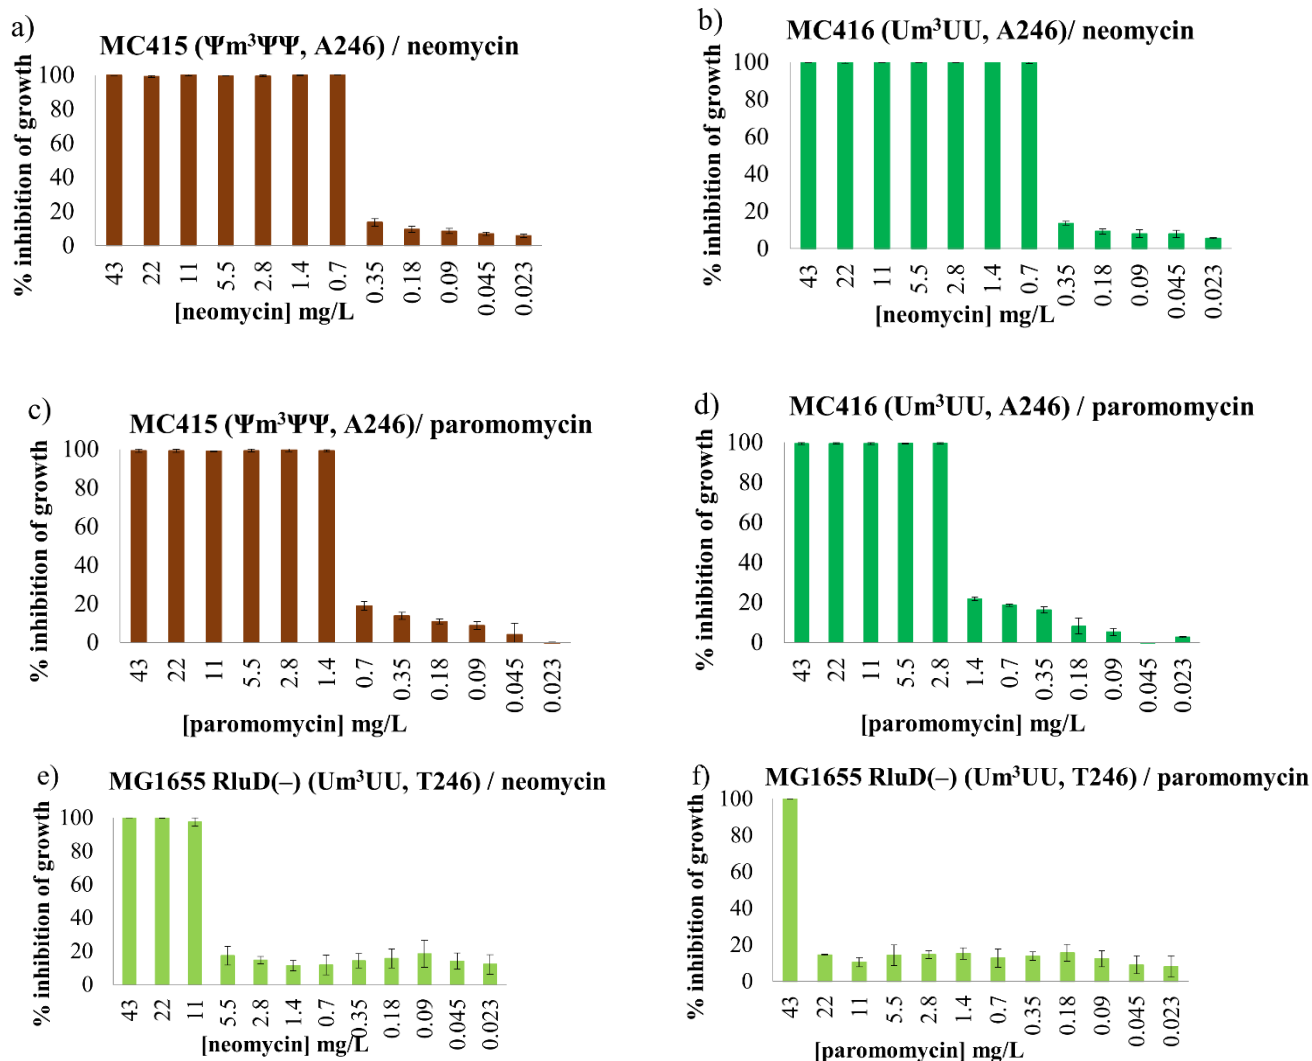 a)
MC415 (Ψm³ΨΨ, A246) / neomycin
% inhibition of growth
100
80
60
40
20
0
43 22 11 5.5 2.8 1.4 0.7 0.35 0.18 0.09 0.045 0.023
[neomycin] mg/L
b)
MC416 (Um³UU, A246)/ neomycin
% inhibition of growth
100
80
60
40
20
0
43 22 11 5.5 2.8 1.4 0.7 0.35 0.18 0.09 0.045 0.023
[neomycin] mg/L
c)
MC415 (Ψm³ΨΨ, A246)/ paromomycin
% inhibition of growth
100
80
60
40
20
0
43 22 11 5.5 2.8 1.4 0.7 0.35 0.18 0.09 0.045 0.023
[paromomycin] mg/L
d)
MC416 (Um³UU, A246) / paromomycin
% inhibition of growth
100
80
60
40
20
0
43 22 11 5.5 2.8 1.4 0.7 0.35 0.18 0.09 0.045 0.023
[paromomycin] mg/L
e)
MG1655 RluD(–) (Um³UU, T246) / neomycin
% inhibition of growth
100
80
60
40
20
0
43 22 11 5.5 2.8 1.4 0.7 0.35 0.18 0.09 0.045 0.023
[neomycin] mg/L
f)
MG1655 RluD(–) (Um³UU, T246) / paromomycin
% inhibition of growth
100
80
60
40
20
0
43 22 11 5.5 2.8 1.4 0.7 0.35 0.18 0.09 0.045 0.023
[paromomycin] mg/L